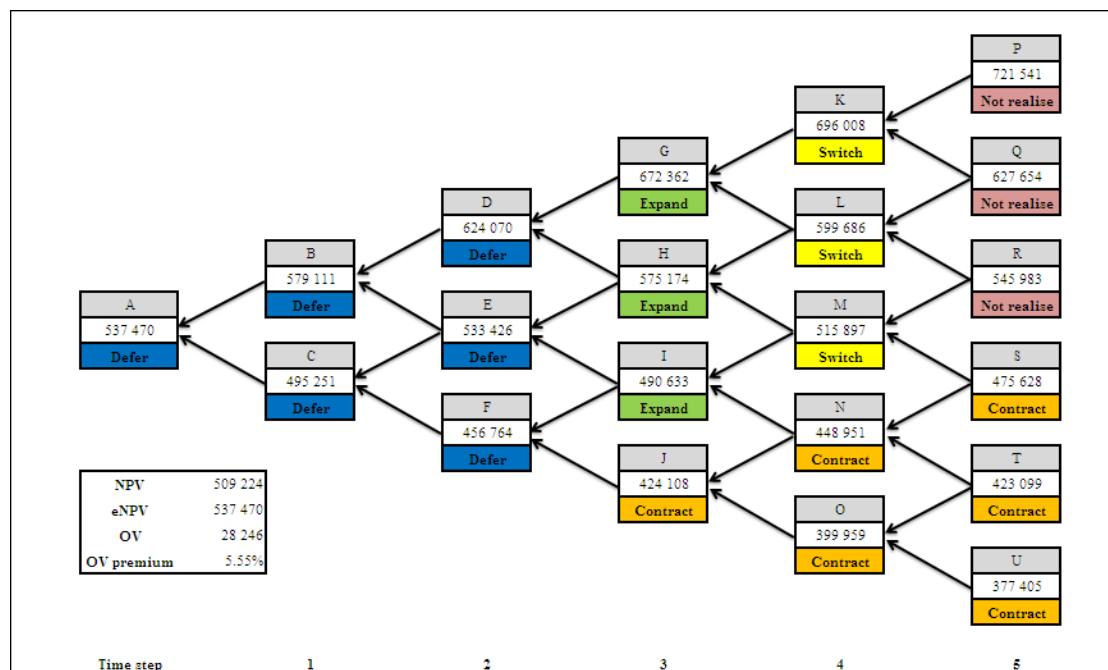 P
721 541
Not realise
K
696 008
Switch
G
672 362
Expand
Q
627 654
Not realise
D
624 070
Defer
L
599 686
Switch
B
579 111
Defer
H
575 174
Expand
R
545 983
Not realise
A
537 470
Defer
E
533 426
Defer
M
515 897
Switch
C
495 251
Defer
I
490 633
Expand
S
475 628
Contract
F
456 764
Defer
N
448 951
Contract
J
424 108
Contract
T
423 099
Contract
O
399 959
Contract
U
377 405
Contract
NPV 509 224
eNPV 537 470
OV 28 246
OV premium 5.55%
Time step 1 2 3 4 5